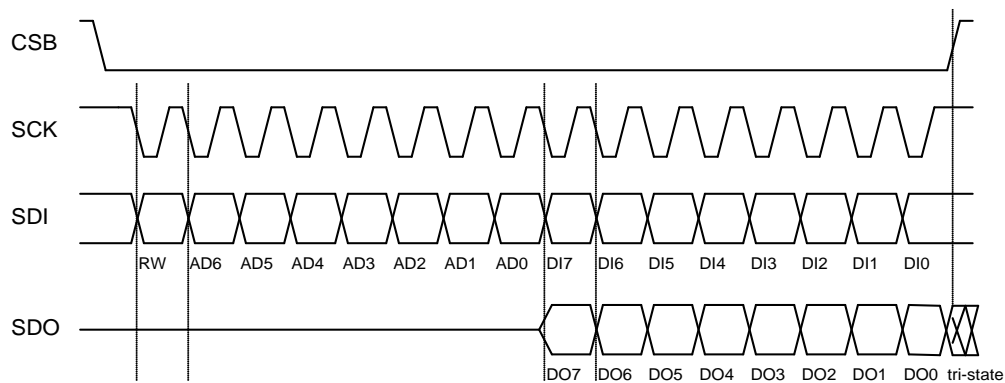 CSB
SCK
SDI
RW AD6 AD5 AD4 AD3 AD2 AD1 AD0 DI7 DI6 DI5 DI4 DI3 DI2 DI1 DI0
SDO
DO7 DO6 DO5 DO4 DO3 DO2 DO1 DO0 tri-state